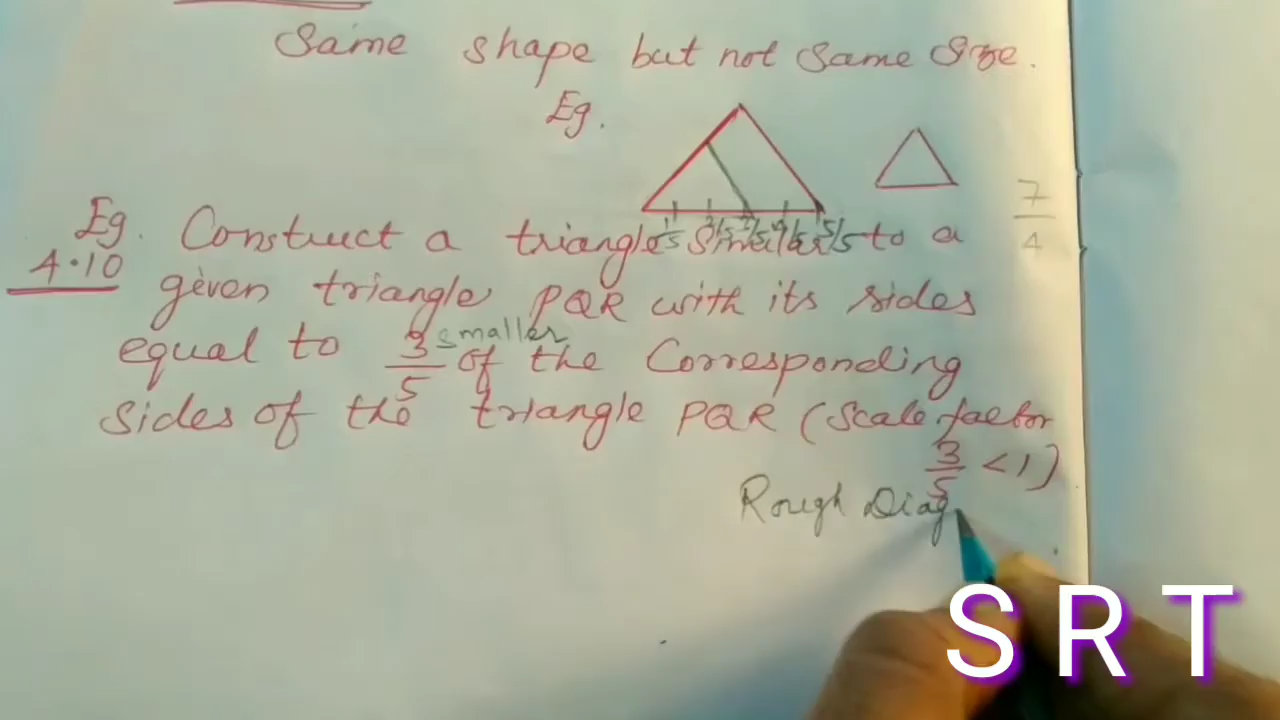 Same shape but not same size.
Eg.
7
4
Eg. Construct a triangle similar to a
4.10 given triangle PQR with its sides
smaller
equal to 3/5 of the corresponding
sides of the triangle PQR (Scale factor
3/5 < 1)
Rough Diag
S R T